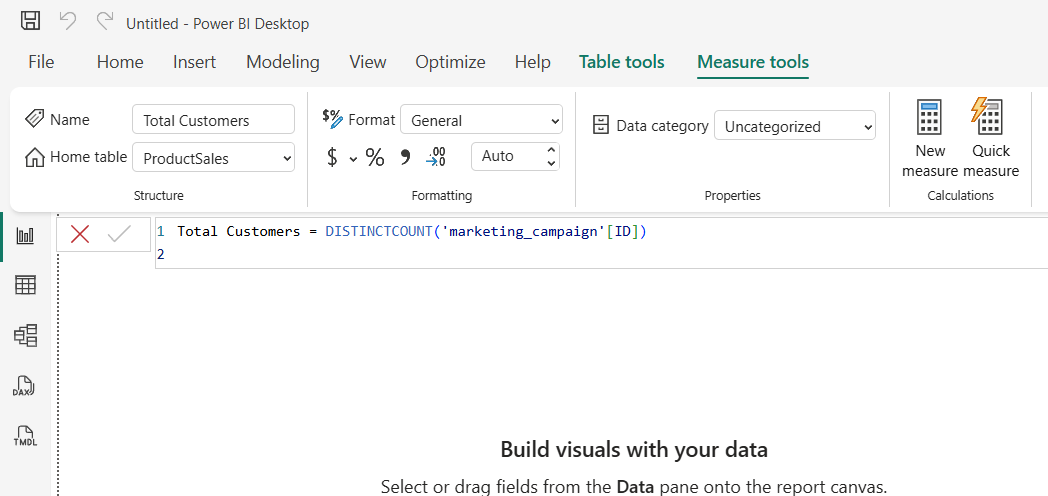 Untitled - Power BI Desktop
File Home Insert Modeling View Optimize Help Table tools Measure tools
Name Total Customers
Home table ProductSales
Structure
$% Format General
$ % 9 .00 →.0 Auto
Formatting
Data category Uncategorized
Properties
New measure
Quick measure
Calculations
1 Total Customers = DISTINCTCOUNT('marketing_campaign'[ID])
2
DAX
TMDL
Build visuals with your data
Select or drag fields from the Data pane onto the report canvas.